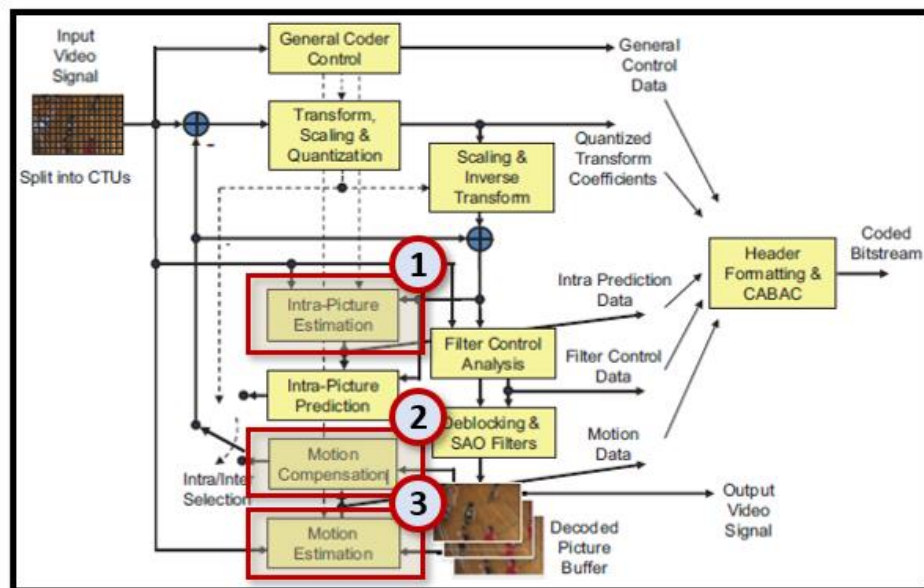 Input
Video
Signal
Split into CTUs
General Coder
Control
General
Control
Data
Transform,
Scaling &
Quantization
-
Quantized
Transform
Coefficients
Scaling &
Inverse
Transform
-
1
Intra-Picture
Estimation
Intra Prediction
Data
Header
Formatting &
CABAC
Coded
Bitstream
Filter Control
Analysis
Filter Control
Data
Intra-Picture
Prediction
2
Deblocking &
SAO Filters
Motion
Data
Motion
Compensation
Intra/Inter
Selection
3
Motion
Estimation
Output
Video
Signal
Decoded
Picture
Buffer